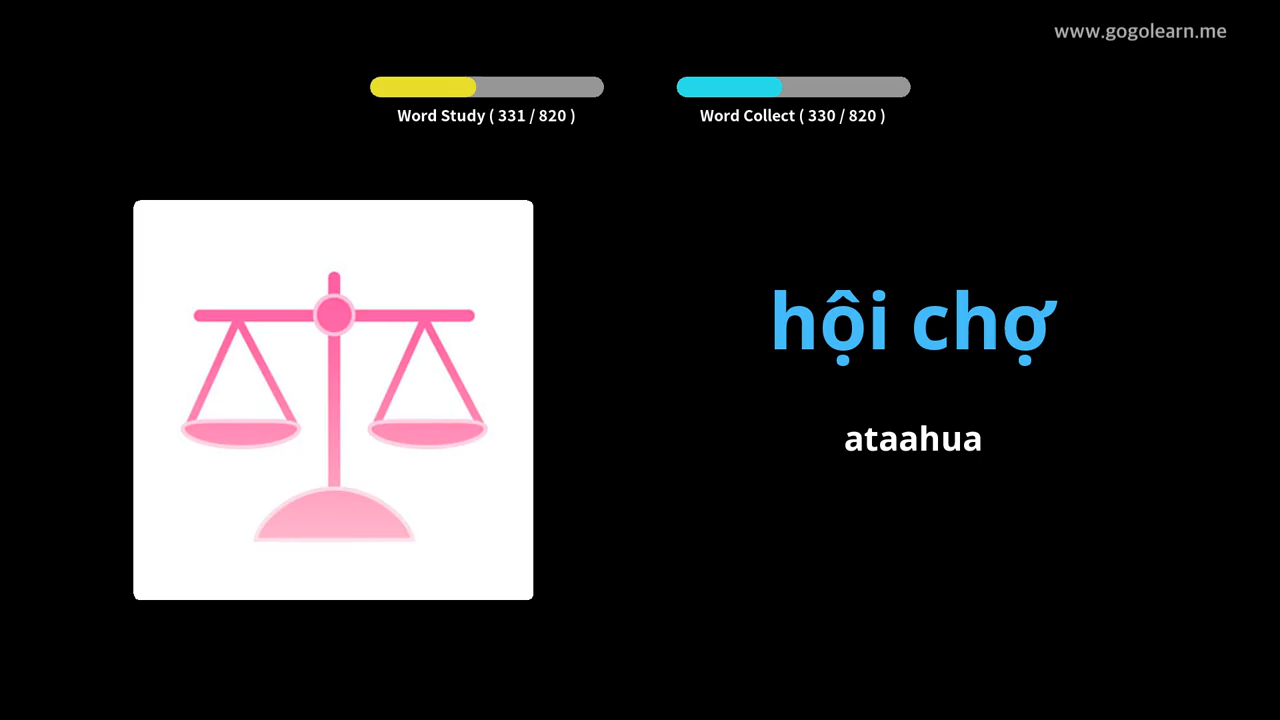 www.gogolearn.me
Word Study ( 331 / 820 )
Word Collect ( 330 / 820 )
hội chợ
ataahua